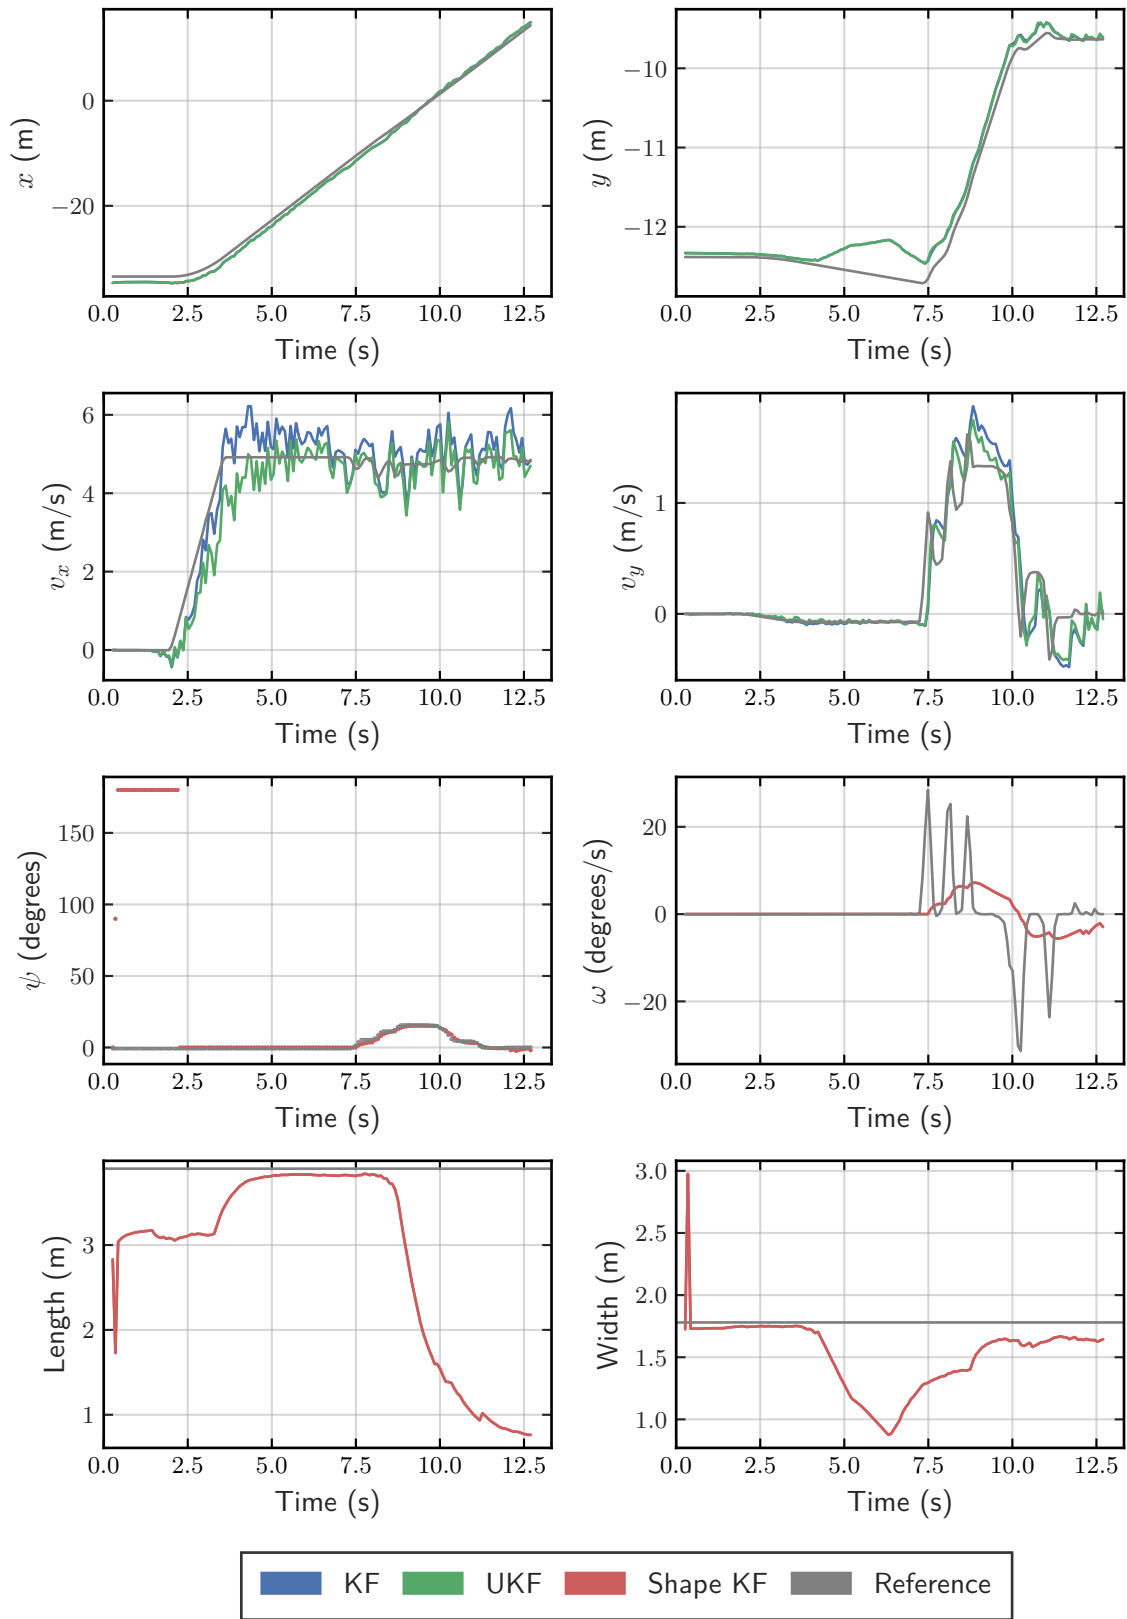 0
−20
x (m)
0.0 2.5 5.0 7.5 10.0 12.5
Time (s)
−10
−11
−12
y (m)
0.0 2.5 5.0 7.5 10.0 12.5
Time (s)
6
4
2
0
v_x (m/s)
0.0 2.5 5.0 7.5 10.0 12.5
Time (s)
1
0
v_y (m/s)
0.0 2.5 5.0 7.5 10.0 12.5
Time (s)
150
100
50
0
ψ (degrees)
0.0 2.5 5.0 7.5 10.0 12.5
Time (s)
20
0
−20
ω (degrees/s)
0.0 2.5 5.0 7.5 10.0 12.5
Time (s)
3
2
1
Length (m)
0.0 2.5 5.0 7.5 10.0 12.5
Time (s)
3.0
2.5
2.0
1.5
1.0
Width (m)
0.0 2.5 5.0 7.5 10.0 12.5
Time (s)
KF UKF Shape KF Reference